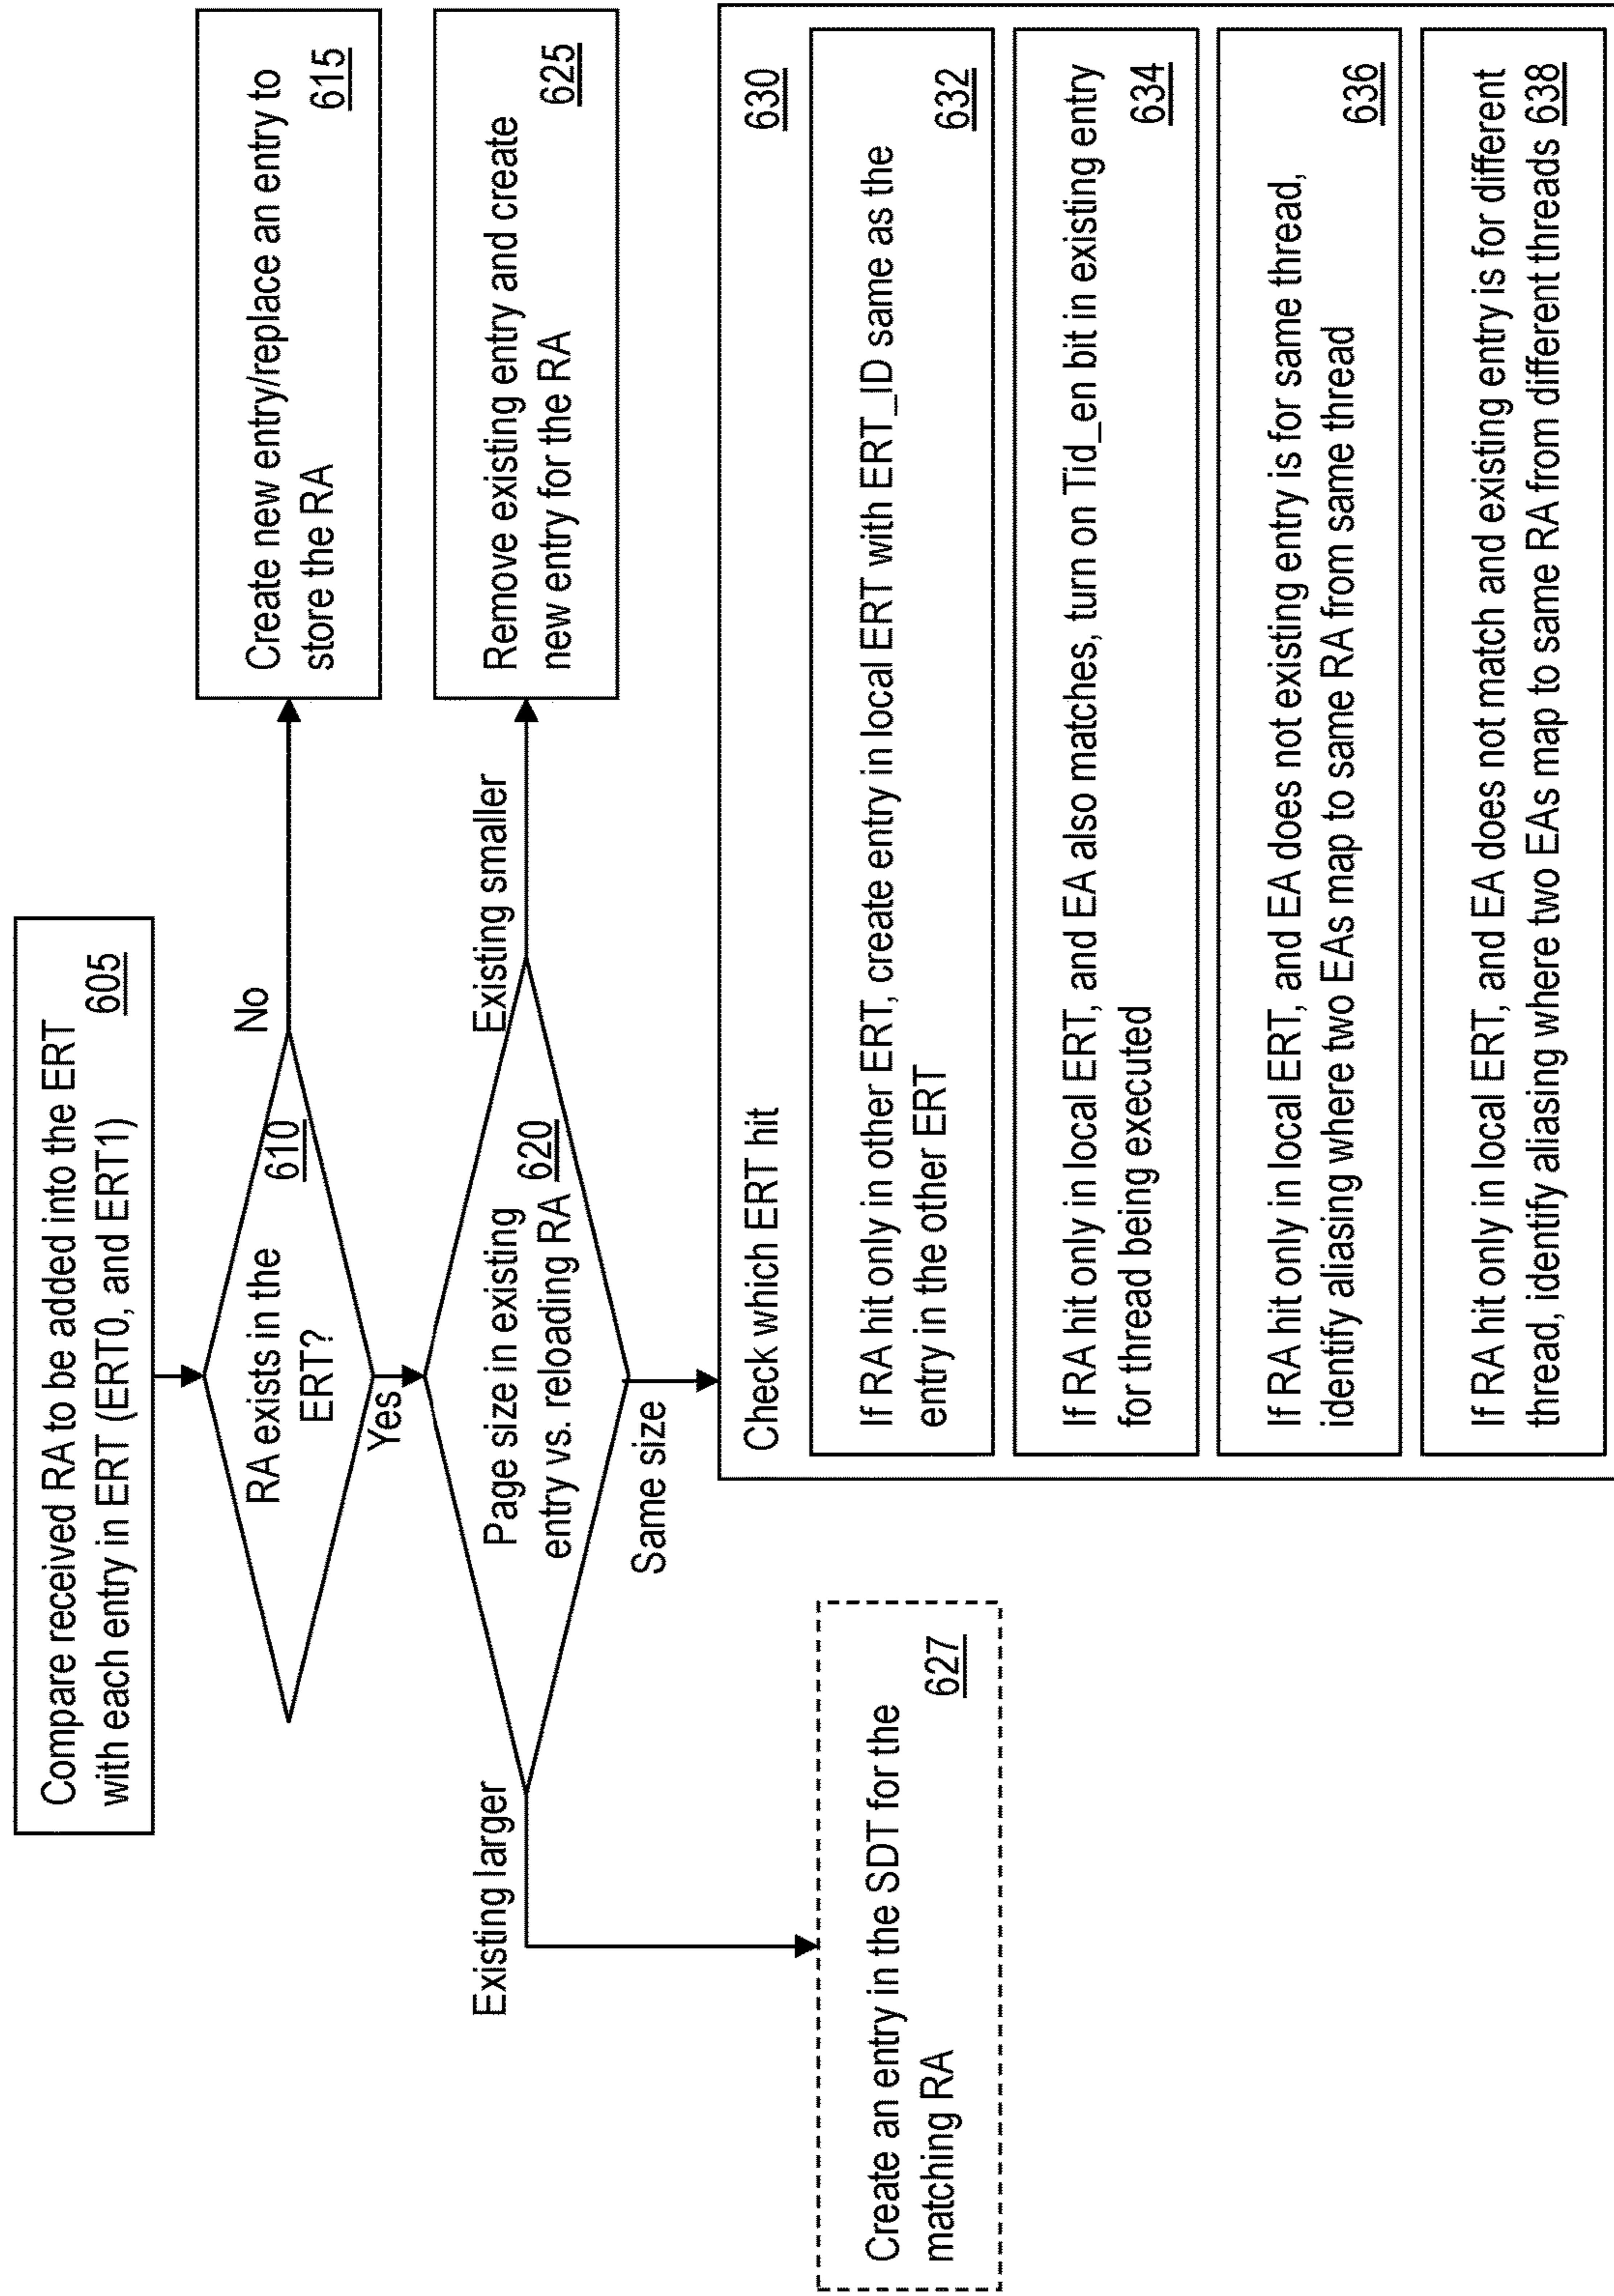 Compare received RA to be added into the ERT
with each entry in ERT (ERT0, and ERT1) 605
RA exists in the
ERT?
610
No
Create new entry/replace an entry to
store the RA 615
Yes
Page size in existing
entry vs. reloading RA 620
Existing smaller
Remove existing entry and create
new entry for the RA 625
Existing larger
Create an entry in the SDT for the
matching RA 627
Same size
Check which ERT hit 630
If RA hit only in other ERT, create entry in local ERT with ERT_ID same as the
entry in the other ERT 632
If RA hit only in local ERT, and EA also matches, turn on Tid_en bit in existing entry
for thread being executed 634
If RA hit only in local ERT, and EA does not existing entry is for same thread,
identify aliasing where two EAs map to same RA from same thread 636
If RA hit only in local ERT, and EA does not match and existing entry is for different
thread, identify aliasing where two EAs map to same RA from different threads 638